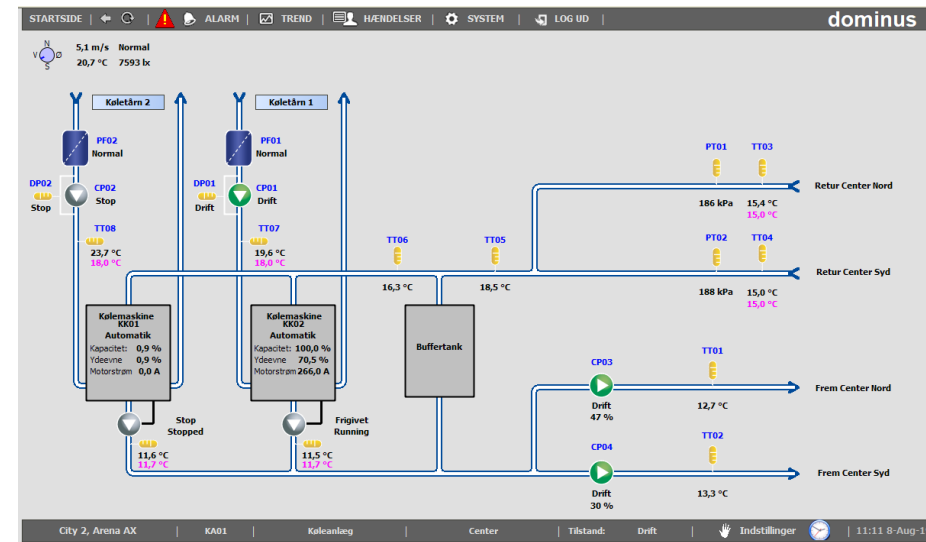 STARTSIDE | ALARM | TREND | HÆNDELSER | SYSTEM | LOG UD | dominus
N
V Ø
S
5,1 m/s Normal
20,7 °C 7593 lx
Køletårn 2
Køletårn 1
PF02
Normal
PF01
Normal
DP02
Stop
CP02
Stop
DP01
Drift
CP01
Drift
TT08
23,7 °C
18,0 °C
TT07
19,6 °C
18,0 °C
TT06
16,3 °C
TT05
18,5 °C
PT01
186 kPa
TT03
15,4 °C
15,0 °C
Retur Center Nord
PT02
188 kPa
TT04
15,0 °C
15,0 °C
Retur Center Syd
Kølemaskine
KK01
Automatik
Kapacitet: 0,9 %
Ydeevne 0,9 %
Motorstrøm 0,0 A
Kølemaskine
KK02
Automatik
Kapacitet: 100,0 %
Ydeevne 70,5 %
Motorstrøm 266,0 A
Buffertank
Stop
Stopped
11,6 °C
11,7 °C
Frigivet
Running
11,5 °C
11,7 °C
CP03
Drift
47 %
TT01
12,7 °C
Frem Center Nord
CP04
Drift
30 %
TT02
13,3 °C
Frem Center Syd
City 2, Arena AX | KA01 | Køleanlæg | Center | Tilstand: Drift | Indstillinger | 11:11 8-Aug-1